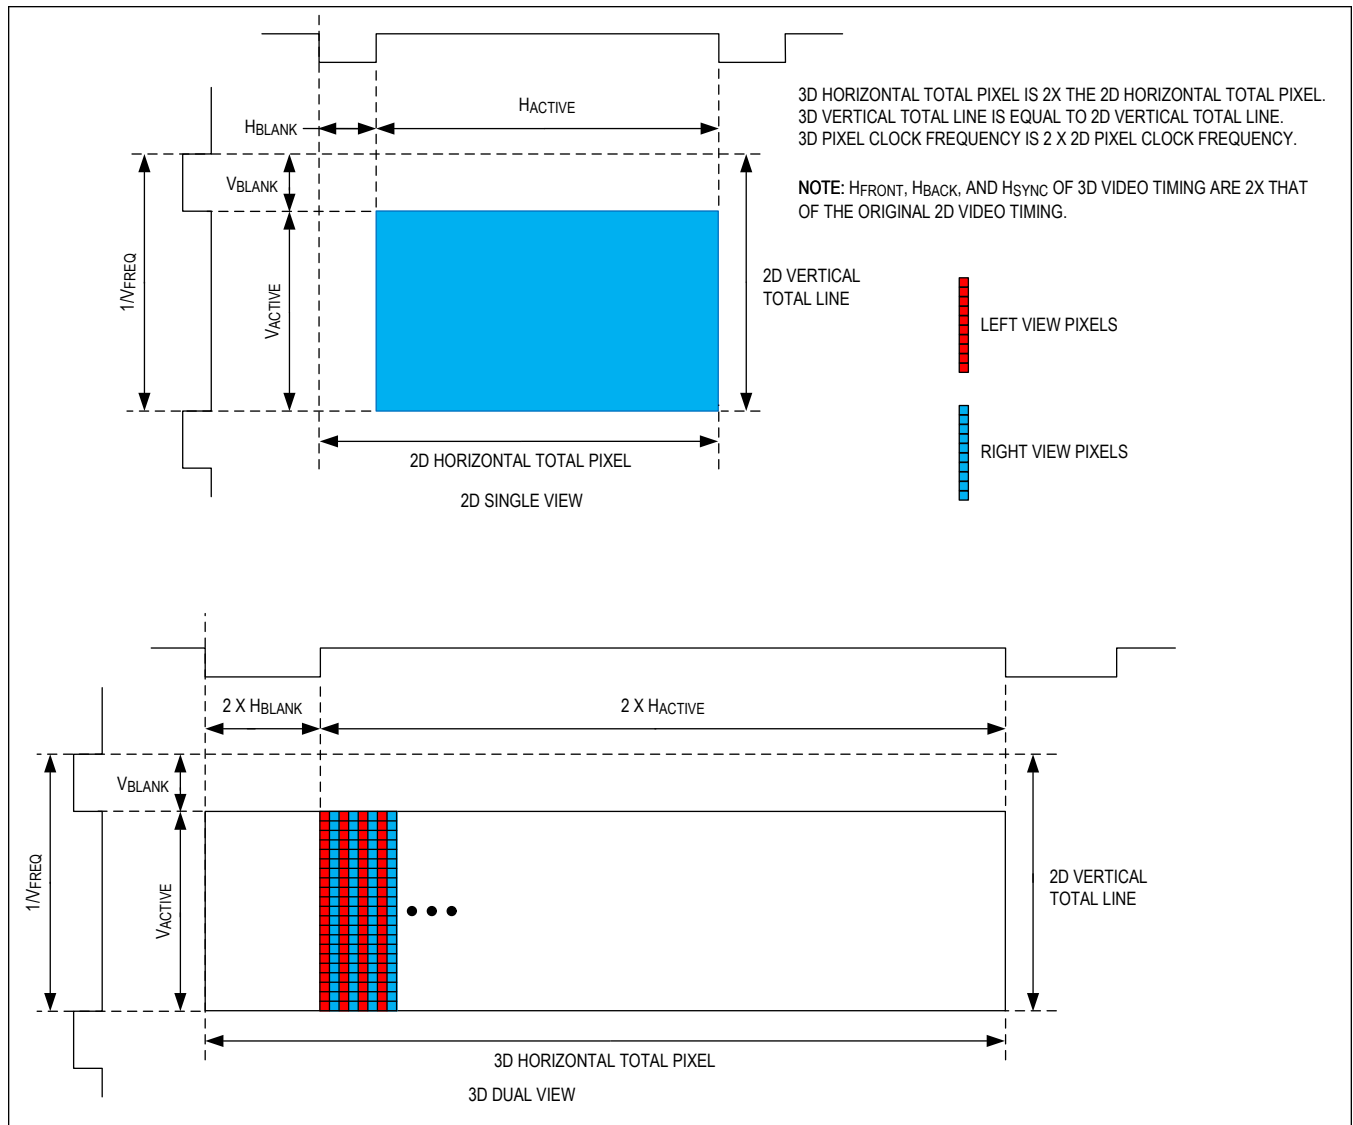 HACTIVE
HBLANK
VBLANK
1/VFREQ
VACTIVE
2D VERTICAL
TOTAL LINE
2D HORIZONTAL TOTAL PIXEL
2D SINGLE VIEW
3D HORIZONTAL TOTAL PIXEL IS 2X THE 2D HORIZONTAL TOTAL PIXEL.
3D VERTICAL TOTAL LINE IS EQUAL TO 2D VERTICAL TOTAL LINE.
3D PIXEL CLOCK FREQUENCY IS 2 X 2D PIXEL CLOCK FREQUENCY.
NOTE: HFRONT, HBACK, AND HSYNC OF 3D VIDEO TIMING ARE 2X THAT
OF THE ORIGINAL 2D VIDEO TIMING.
LEFT VIEW PIXELS
RIGHT VIEW PIXELS
2 X HBLANK
2 X HACTIVE
VBLANK
1/VFREQ
VACTIVE
2D VERTICAL
TOTAL LINE
3D HORIZONTAL TOTAL PIXEL
3D DUAL VIEW